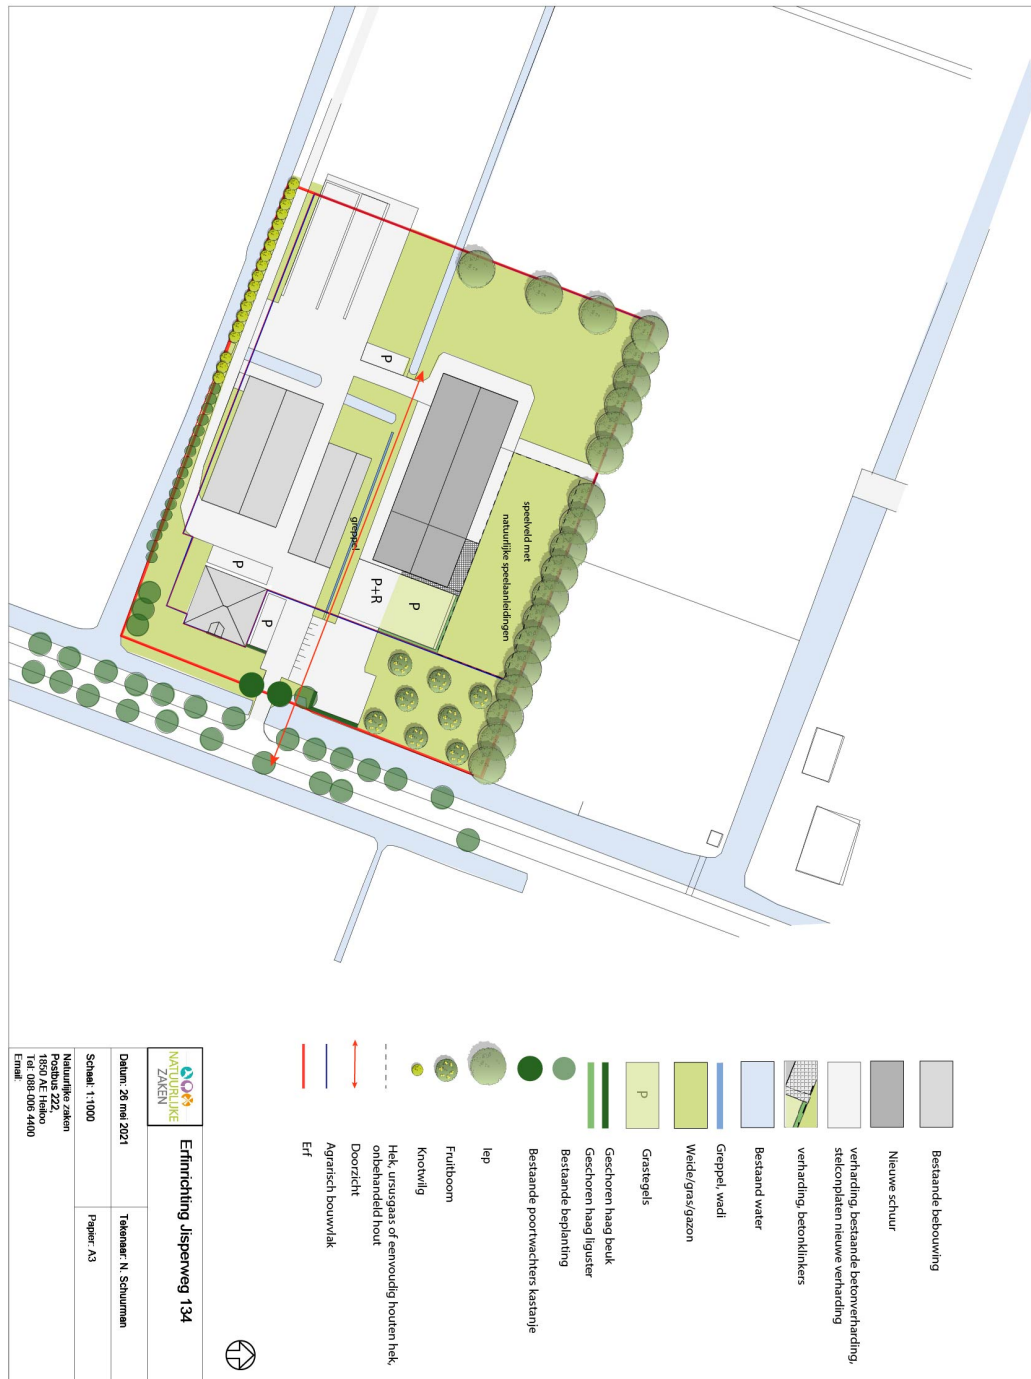 P
greppel
P+R
P
P
P
speelveld met
natuurlijke speelaanleidingen
Bestaande bebouwing
Nieuwe schuur
verharding, bestaande betonverharding,
stelconplaten nieuwe verharding
verharding, betonklinkers
Bestaand water
Greppel, wadi
Weide/gras/gazon
P
Grastegels
Geschoren haag beuk
Geschoren haag liguster
Bestaande beplanting
Bestaande poortwachters kastanje
Iep
Fruitboom
Knotwilg
Hek, ursusgaas of eenvoudig houten hek,
onbehandeld hout
Doorzicht
Agrarisch bouwvlak
Erf
NATUURLIJKE
ZAKEN
Erfinrichting Jisperweg 134
Datum: 26 mei 2021
Tekenaar: N. Schuurman
Schaal: 1:1000
Papier: A3
Natuurlijke zaken
Postbus 222,
1850 AE Heiloo
Tel: 088-006 4400
Email: